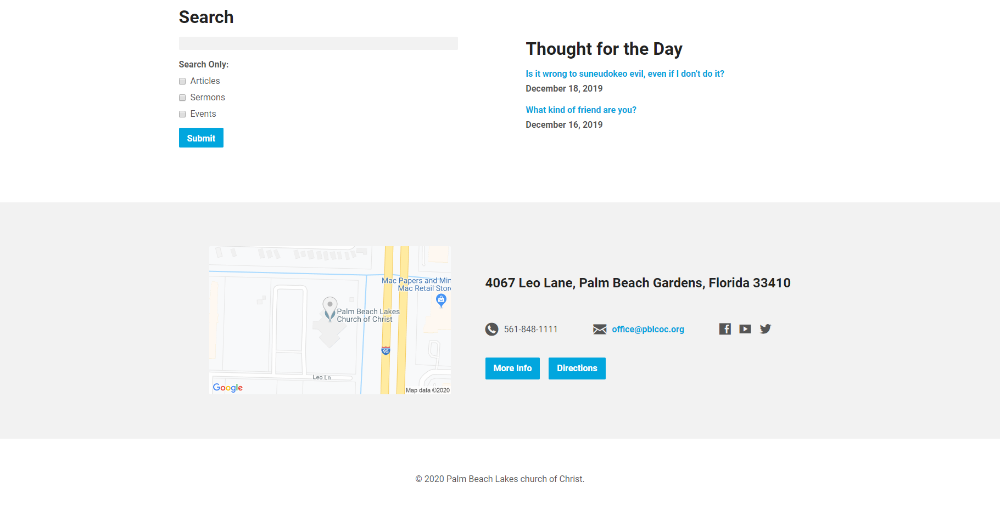 Search
Search Only:
Articles
Sermons
Events
Submit
Thought for the Day
Is it wrong to suneudokeo evil, even if I don’t do it?
December 18, 2019
What kind of friend are you?
December 16, 2019
Mac Papers and
Mac Retail
Palm Beach Lakes
Church of Christ
95
Leo Ln
Google
Map data ©2020
4067 Leo Lane, Palm Beach Gardens, Florida 33410
561-848-1111
office@pblcoc.org
More Info
Directions
© 2020 Palm Beach Lakes church of Christ.